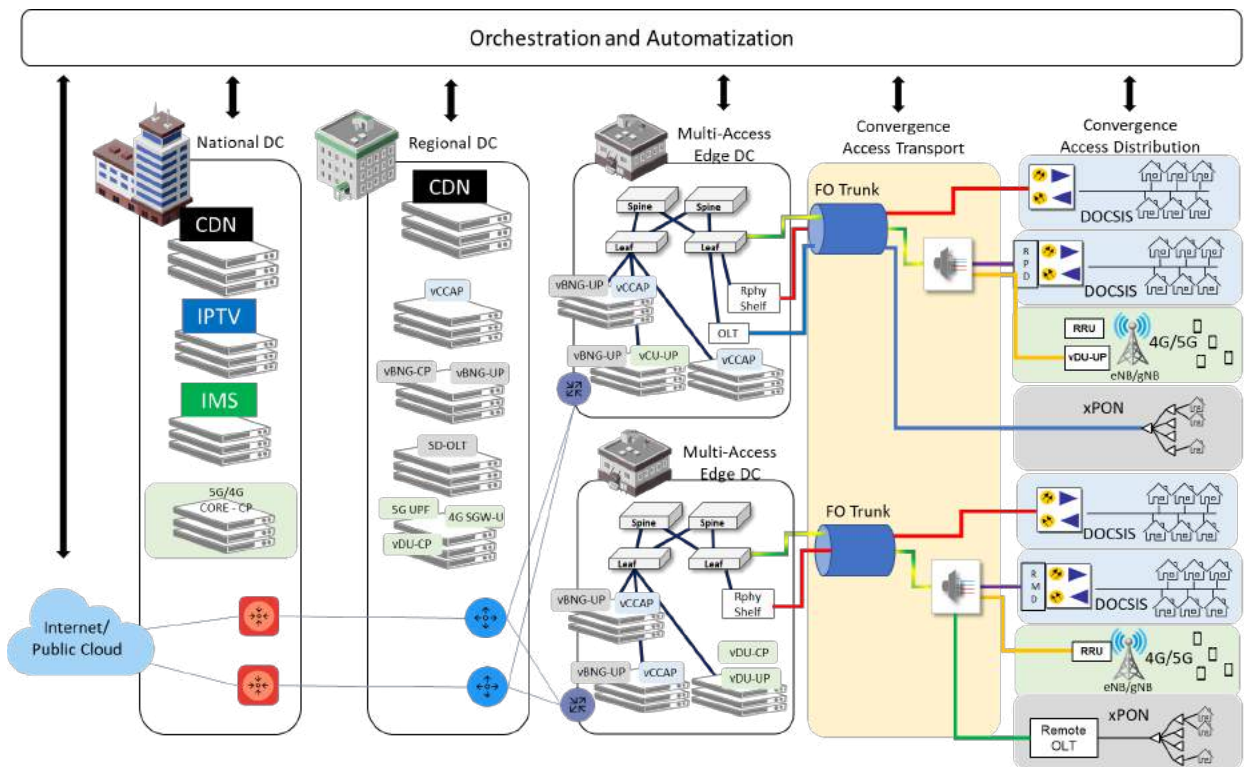 Orchestration and Automatization
National DC
CDN
IPTV
IMS
5G/4G
CORE - CP
Internet/
Public Cloud
Regional DC
CDN
vCCAP
vBNG-CP
vBNG-UP
SD-OLT
5G UPF
4G SGW-U
vDU-CP
Multi-Access
Edge DC
Spine
Spine
Leaf
Leaf
vBNG-UP
vCCAP
Rphy
Shelf
OLT
vBNG-UP
vCU-UP
vCCAP
Multi-Access
Edge DC
Spine
Spine
Leaf
Leaf
vBNG-UP
vCCAP
Rphy
Shelf
vBNG-UP
vCCAP
vDU-CP
vDU-UP
Convergence
Access Transport
FO Trunk
FO Trunk
Convergence
Access Distribution
DOCSIS
R
P
D
DOCSIS
RRU
vDU-UP
4G/5G
eNB/gNB
xPON
DOCSIS
R
M
D
DOCSIS
RRU
4G/5G
eNB/gNB
xPON
Remote
OLT